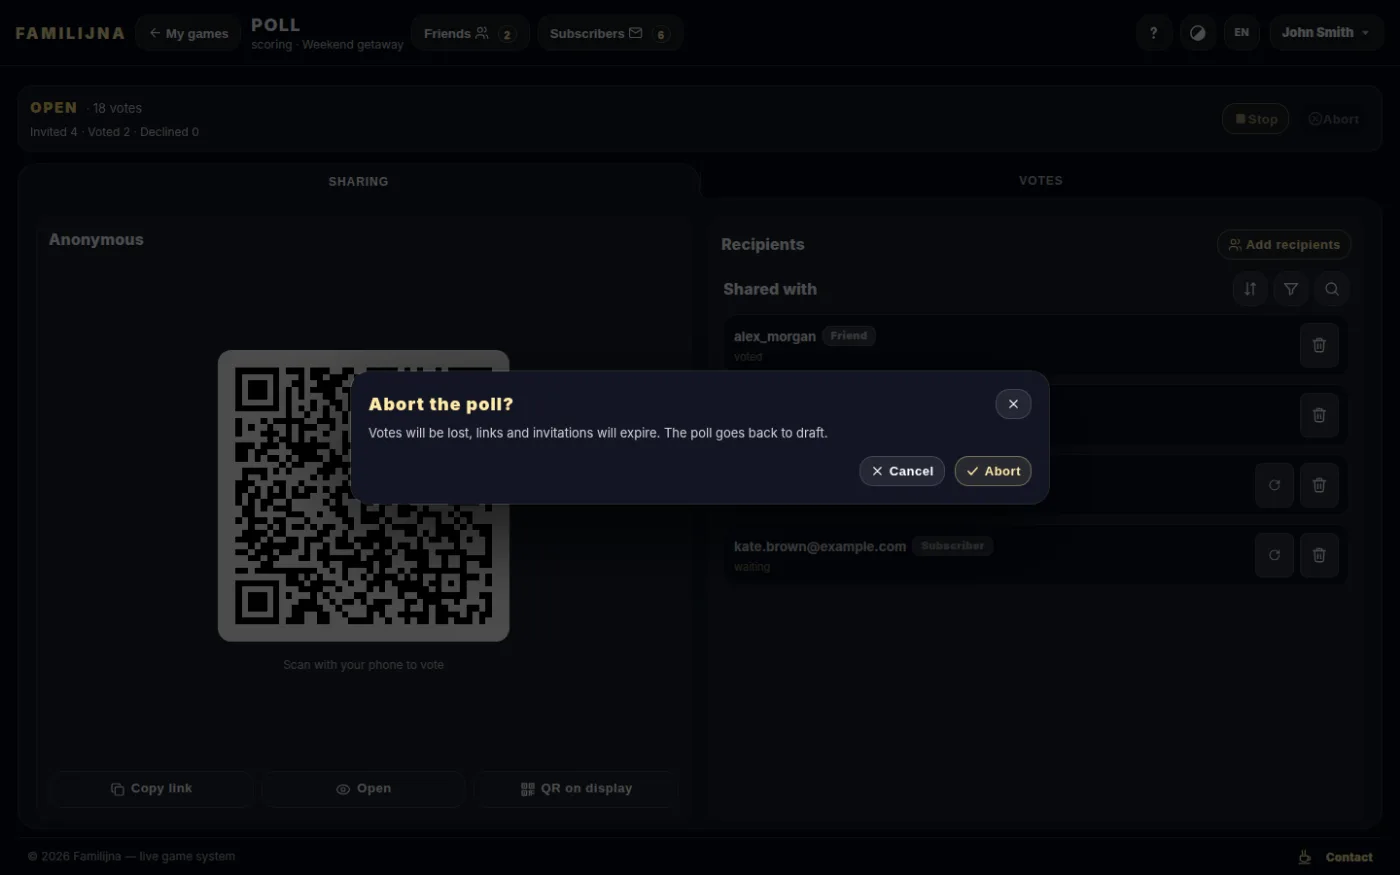 FAMILIJNA
My games
POLL
scoring · Weekend getaway
Friends 2
Subscribers 6
?
EN
John Smith
OPEN · 18 votes
Invited 4 · Voted 2 · Declined 0
Stop
Abort
SHARING
VOTES
Anonymous
Recipients
Add recipients
Shared with
alex_morgan Friend
voted
Abort the poll?
Votes will be lost, links and invitations will expire. The poll goes back to draft.
Cancel
Abort
kate.brown@example.com Subscriber
waiting
Scan with your phone to vote
Copy link
Open
QR on display
© 2026 Familijna — live game system
Contact